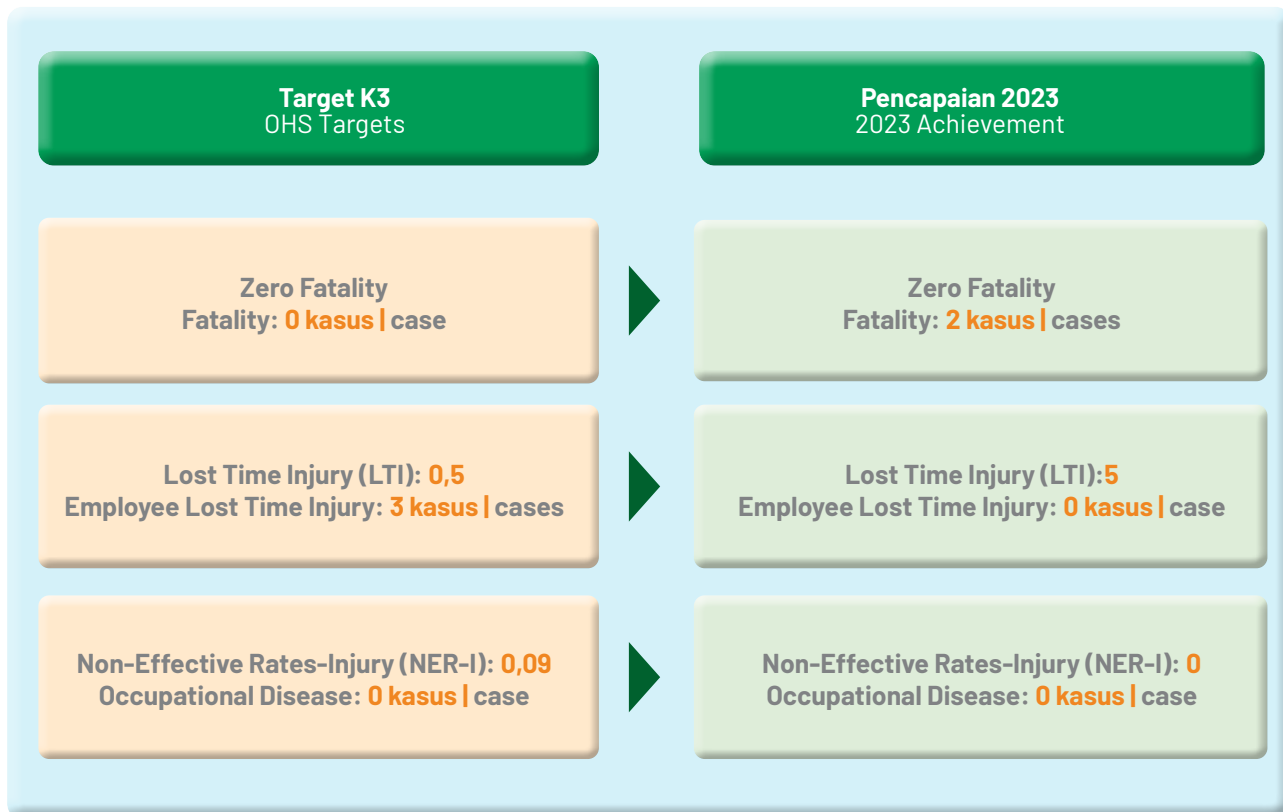 Target K3
OHS Targets
Pencapaian 2023
2023 Achievement
Zero Fatality
Fatality: 0 kasus | case
Zero Fatality
Fatality: 2 kasus | cases
Lost Time Injury (LTI): 0,5
Employee Lost Time Injury: 3 kasus | cases
Lost Time Injury (LTI):5
Employee Lost Time Injury: 0 kasus | case
Non-Effective Rates-Injury (NER-I): 0,09
Occupational Disease: 0 kasus | case
Non-Effective Rates-Injury (NER-I): 0
Occupational Disease: 0 kasus | case